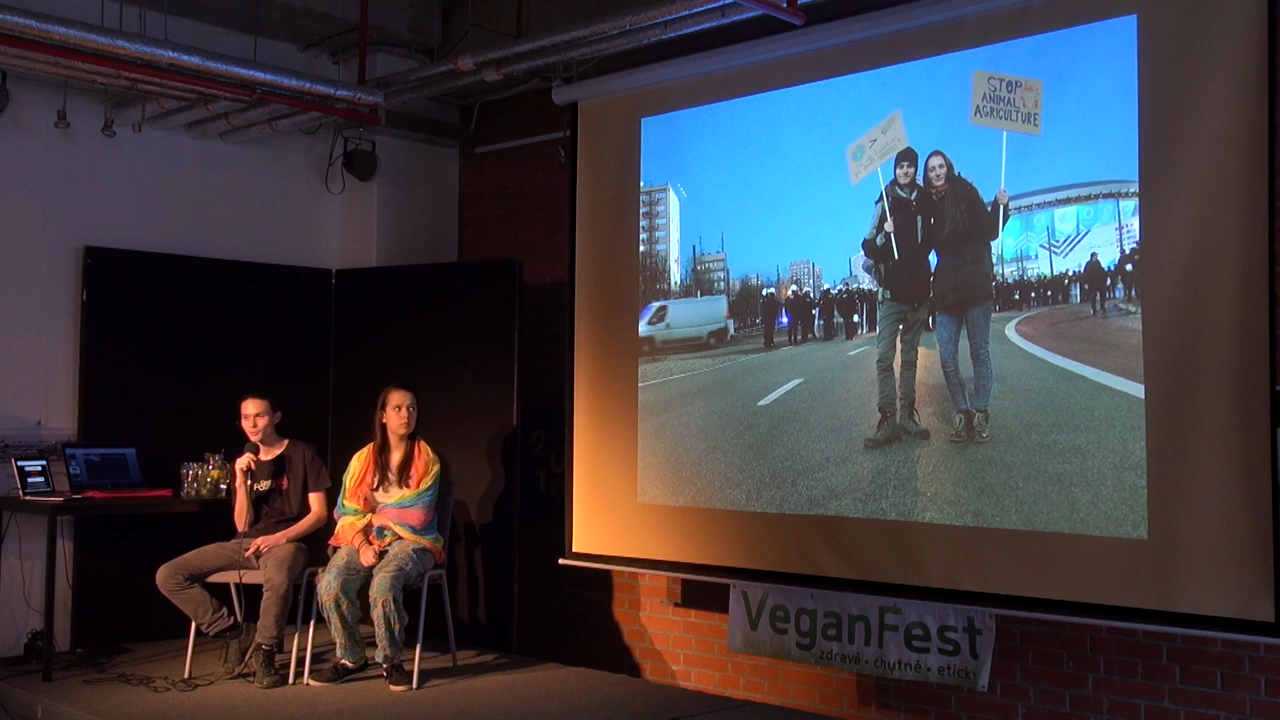 STOP
ANIMAL
AGRICULTURE
>
VeganFest
zdravě • chutně • eticky